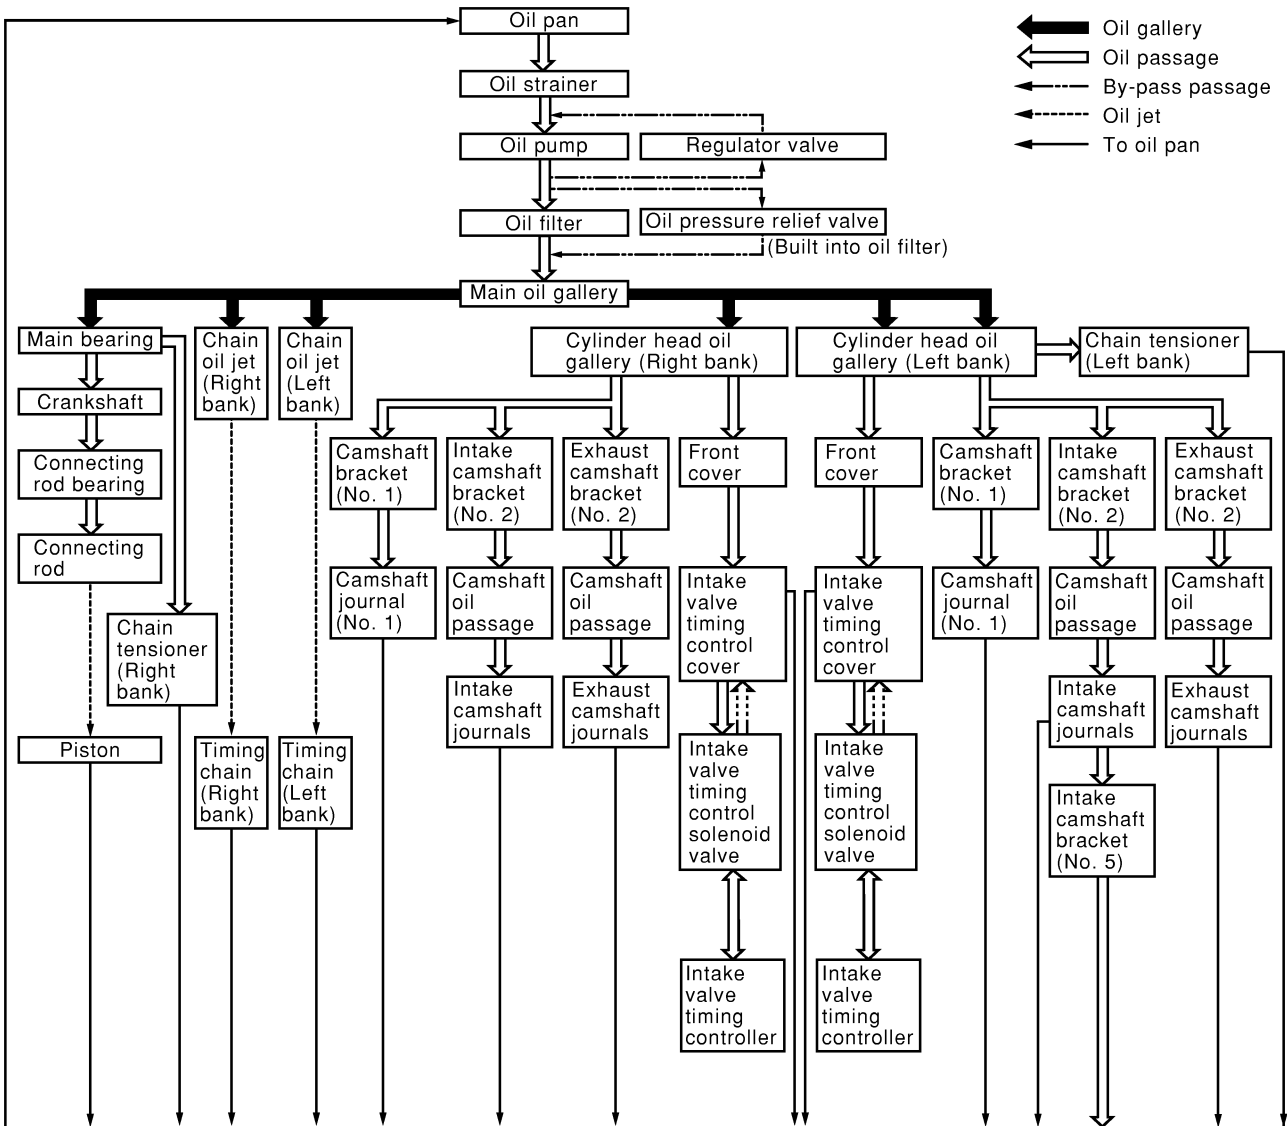 Oil pan
Oil strainer
Oil pump
Regulator valve
Oil filter
Oil pressure relief valve
(Built into oil filter)
Main oil gallery
Oil gallery
Oil passage
By-pass passage
Oil jet
To oil pan
Main bearing
Crankshaft
Connecting
rod bearing
Connecting
rod
Piston
Chain
tensioner
(Right
bank)
Chain
oil jet
(Right
bank)
Timing
chain
(Right
bank)
Chain
oil jet
(Left
bank)
Timing
chain
(Left
bank)
Cylinder head oil
gallery (Right bank)
Camshaft
bracket
(No. 1)
Camshaft
journal
(No. 1)
Intake
camshaft
bracket
(No. 2)
Camshaft
oil
passage
Intake
camshaft
journals
Exhaust
camshaft
bracket
(No. 2)
Camshaft
oil
passage
Exhaust
camshaft
journals
Front
cover
Intake
valve
timing
control
cover
Intake
valve
timing
control
solenoid
valve
Intake
valve
timing
controller
Cylinder head oil
gallery (Left bank)
Front
cover
Intake
valve
timing
control
cover
Intake
valve
timing
control
solenoid
valve
Intake
valve
timing
controller
Camshaft
bracket
(No. 1)
Camshaft
journal
(No. 1)
Intake
camshaft
bracket
(No. 2)
Camshaft
oil
passage
Intake
camshaft
journals
Intake
camshaft
bracket
(No. 5)
Exhaust
camshaft
bracket
(No. 2)
Camshaft
oil
passage
Exhaust
camshaft
journals
Chain tensioner
(Left bank)